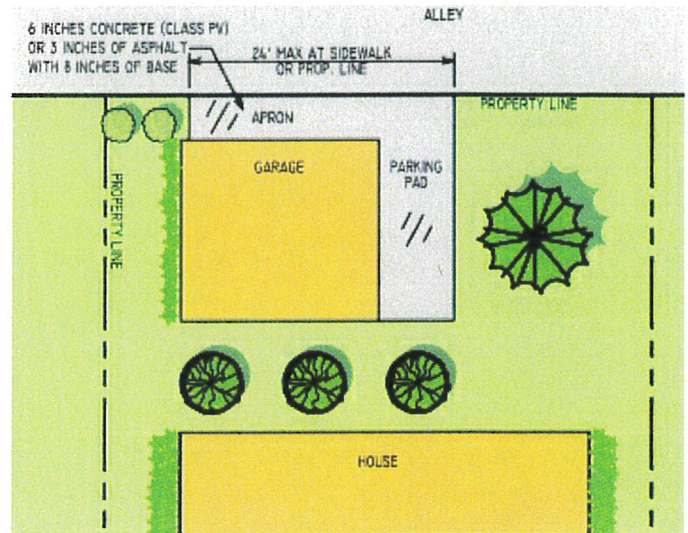 ALLEY
6 INCHES CONCRETE (CLASS PV)
OR 3 INCHES OF ASPHALT
WITH 8 INCHES OF BASE
24' MAX AT SIDEWALK
OR PROP. LINE
PROPERTY LINE
APRON
GARAGE
PARKING
PAD
PROPERTY LINE
HOUSE